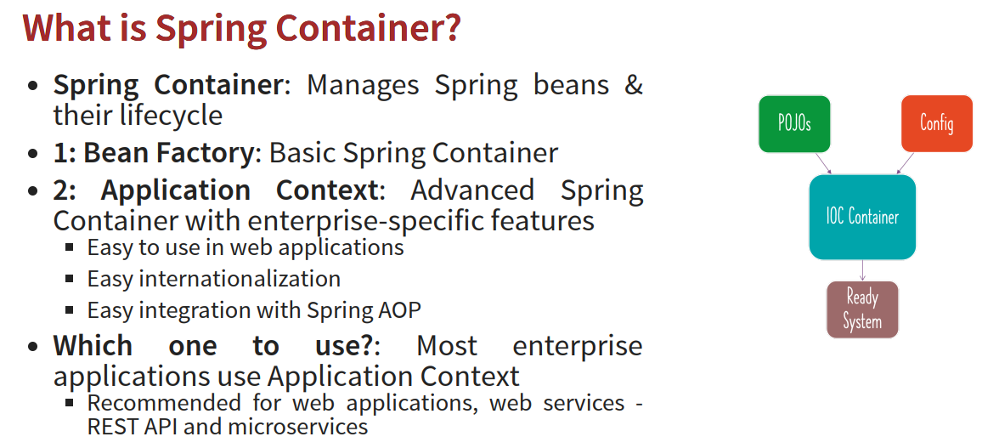 What is Spring Container?
• Spring Container: Manages Spring beans &
their lifecycle
• 1: Bean Factory: Basic Spring Container
• 2: Application Context: Advanced Spring
Container with enterprise-specific features
▪ Easy to use in web applications
▪ Easy internationalization
▪ Easy integration with Spring AOP
• Which one to use?: Most enterprise
applications use Application Context
▪ Recommended for web applications, web services -
REST API and microservices
POJOs
Config
IOC Container
Ready
System